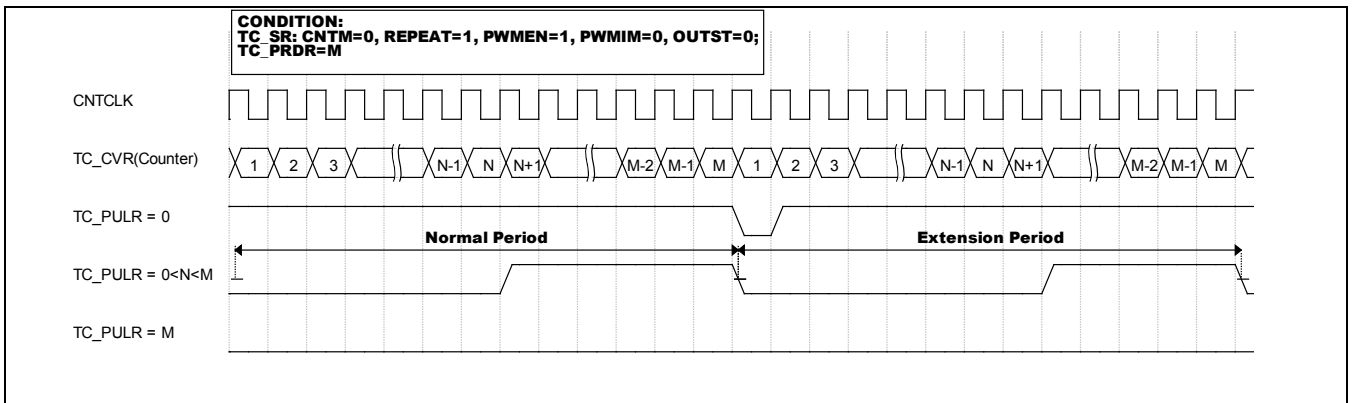 CONDITION:
TC_SR: CNTM=0, REPEAT=1, PWMEN=1, PWMIM=0, OUTST=0;
TC_PRDR=M
CNTCLK
TC_CVR(Counter) 1 2 3 N-1 N N+1 M-2 M-1 M 1 2 3 N-1 N N+1 M-2 M-1 M
TC_PULR = 0
Normal Period Extension Period
TC_PULR = 0<N<M
TC_PULR = M